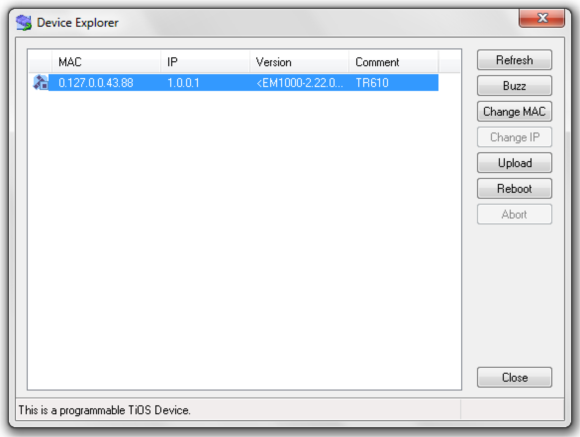 Device Explorer
MAC IP Version Comment
0.127.0.0.43.88 1.0.0.1 <EM1000-2.22.0... TR610
Refresh
Buzz
Change MAC
Change IP
Upload
Reboot
Abort
Close
This is a programmable TiOS Device.